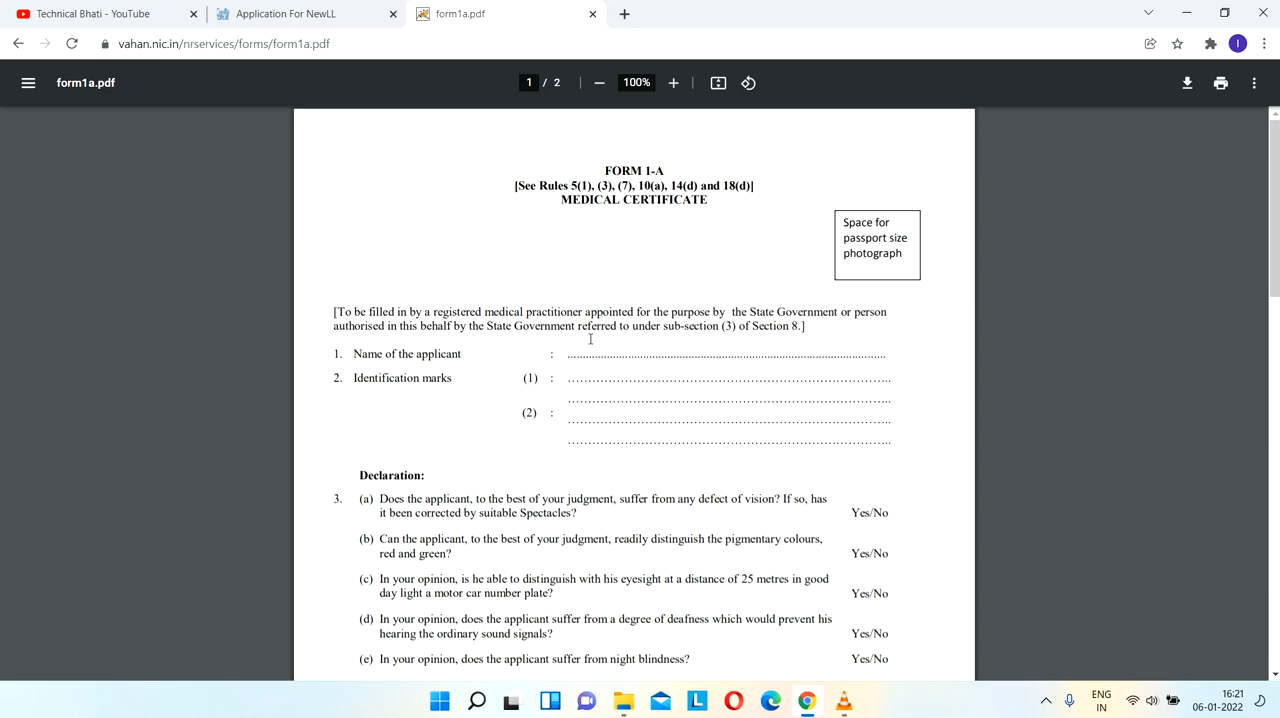 Technical Bhati - YouTube
Application For NewLL
form1a.pdf
vahan.nic.in/nrservices/forms/form1a.pdf
I
form1a.pdf
1 / 2
100%
FORM 1-A
[See Rules 5(1), (3), (7), 10(a), 14(d) and 18(d)]
MEDICAL CERTIFICATE
Space for
passport size
photograph
[To be filled in by a registered medical practitioner appointed for the purpose by the State Government or person
authorised in this behalf by the State Government referred to under sub-section (3) of Section 8.]
1. Name of the applicant : ..........................................................................................................
2. Identification marks (1) : ………………………………………………………………………..
………………………………………………………………………..
(2) : ………………………………………………………………………..
………………………………………………………………………..
Declaration:
3. (a) Does the applicant, to the best of your judgment, suffer from any defect of vision? If so, has
it been corrected by suitable Spectacles? Yes/No
(b) Can the applicant, to the best of your judgment, readily distinguish the pigmentary colours,
red and green? Yes/No
(c) In your opinion, is he able to distinguish with his eyesight at a distance of 25 metres in good
day light a motor car number plate? Yes/No
(d) In your opinion, does the applicant suffer from a degree of deafness which would prevent his
hearing the ordinary sound signals? Yes/No
(e) In your opinion, does the applicant suffer from night blindness? Yes/No
L
ENG
IN
16:21
06-01-2022